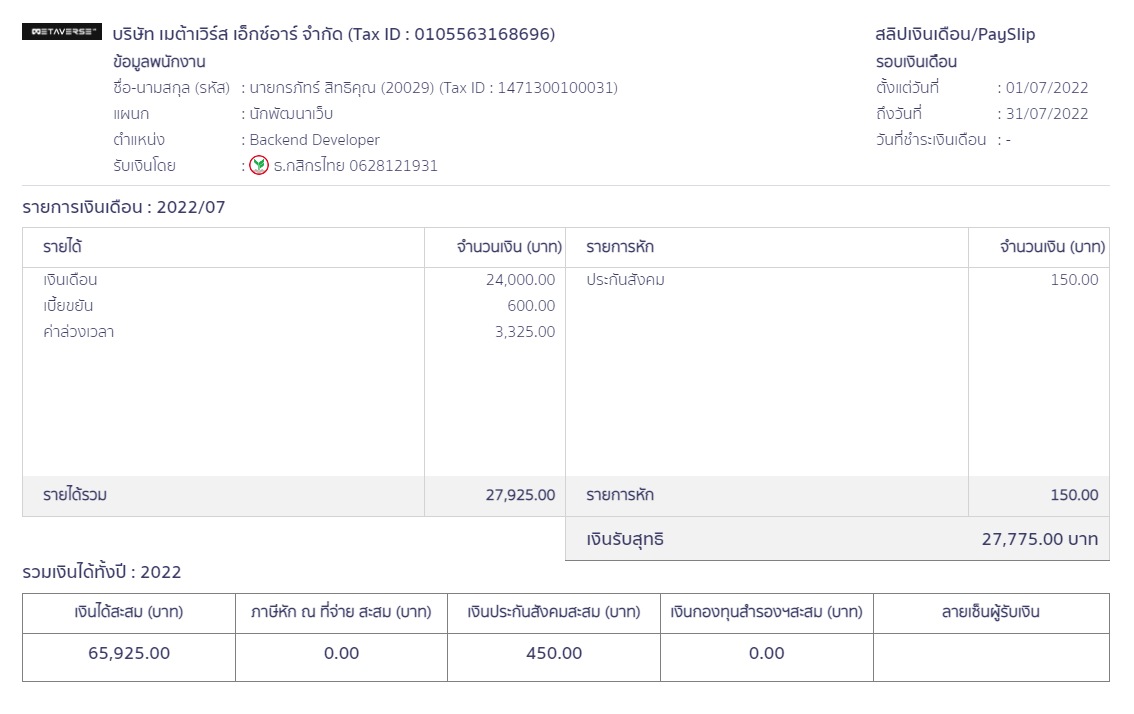 METAVERSE
บริษัท เมต้าเวิร์ส เอ็กซ์อาร์ จำกัด (Tax ID : 0105563168696)
ข้อมูลพนักงาน
ชื่อ-นามสกุล (รหัส) : นายกรภัทร์ สิทธิคุณ (20029) (Tax ID : 1471300100031)
แผนก : นักพัฒนาเว็บ
ตำแหน่ง : Backend Developer
รับเงินโดย : ธ.กสิกรไทย 0628121931
สลิปเงินเดือน/PaySlip
รอบเงินเดือน
ตั้งแต่วันที่ : 01/07/2022
ถึงวันที่ : 31/07/2022
วันที่ชำระเงินเดือน : -
รายการเงินเดือน : 2022/07
รายได้ จำนวนเงิน (บาท) รายการหัก จำนวนเงิน (บาท)
เงินเดือน 24,000.00 ประกันสังคม 150.00
เบี้ยขยัน 600.00
ค่าล่วงเวลา 3,325.00
รายได้รวม 27,925.00 รายการหัก 150.00
เงินรับสุทธิ 27,775.00 บาท
รวมเงินได้ทั้งปี : 2022
เงินได้สะสม (บาท) ภาษีหัก ณ ที่จ่าย สะสม (บาท) เงินประกันสังคมสะสม (บาท) เงินกองทุนสำรองฯสะสม (บาท) ลายเซ็นผู้รับเงิน
65,925.00 0.00 450.00 0.00